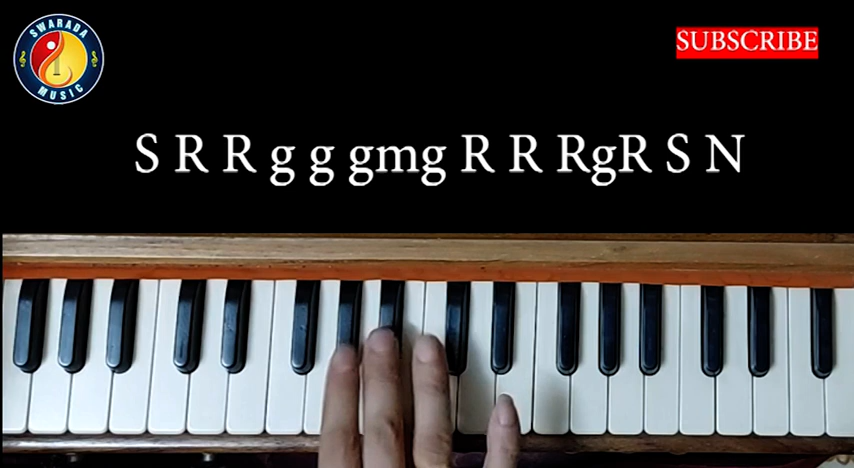 SWARADA
MUSIC
SUBSCRIBE
S R R g g gmg R R RgR S N